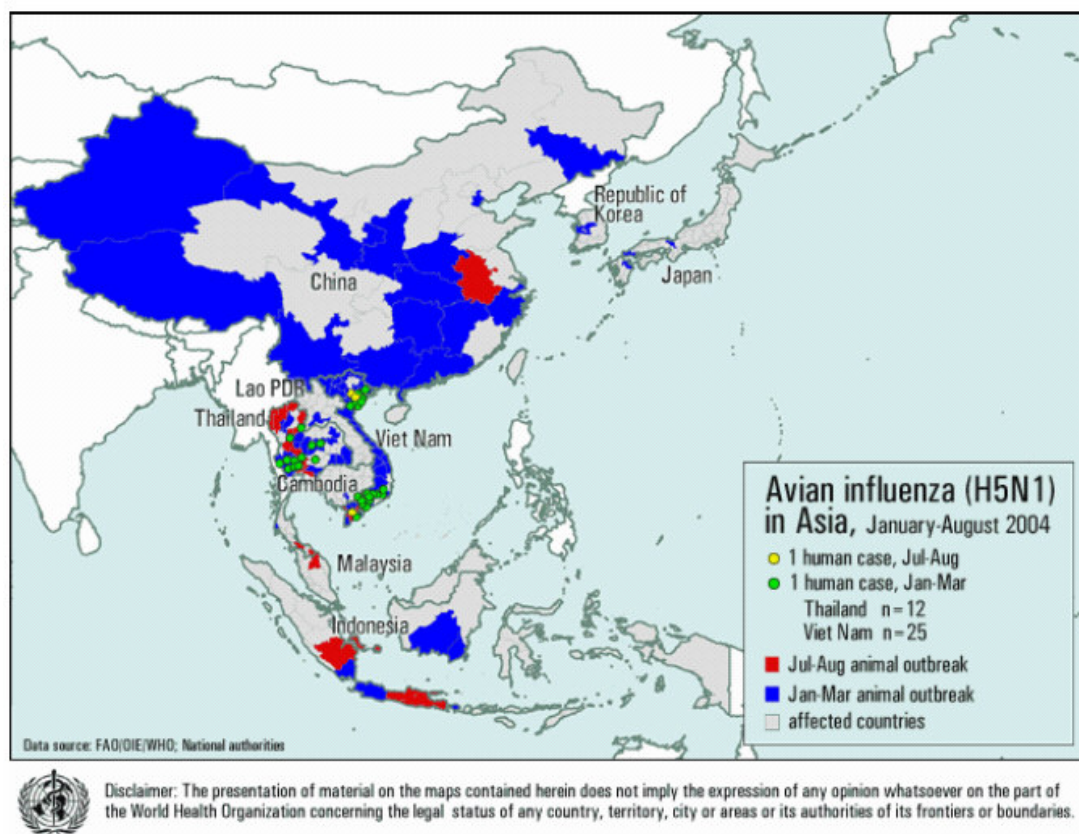 Republic of
Korea
China
Japan
Lao PDR
Thailand
Viet Nam
Cambodia
Malaysia
Indonesia
Avian influenza (H5N1)
in Asia, January-August 2004
1 human case, Jul-Aug
1 human case, Jan-Mar
Thailand n=12
Viet Nam n=25
Jul-Aug animal outbreak
Jan-Mar animal outbreak
affected countries
Data source: FAO/OIE/WHO; National authorities
Disclaimer: The presentation of material on the maps contained herein does not imply the expression of any opinion whatsoever on the part of
the World Health Organization concerning the legal status of any country, territory, city or areas or its authorities of its frontiers or boundaries.